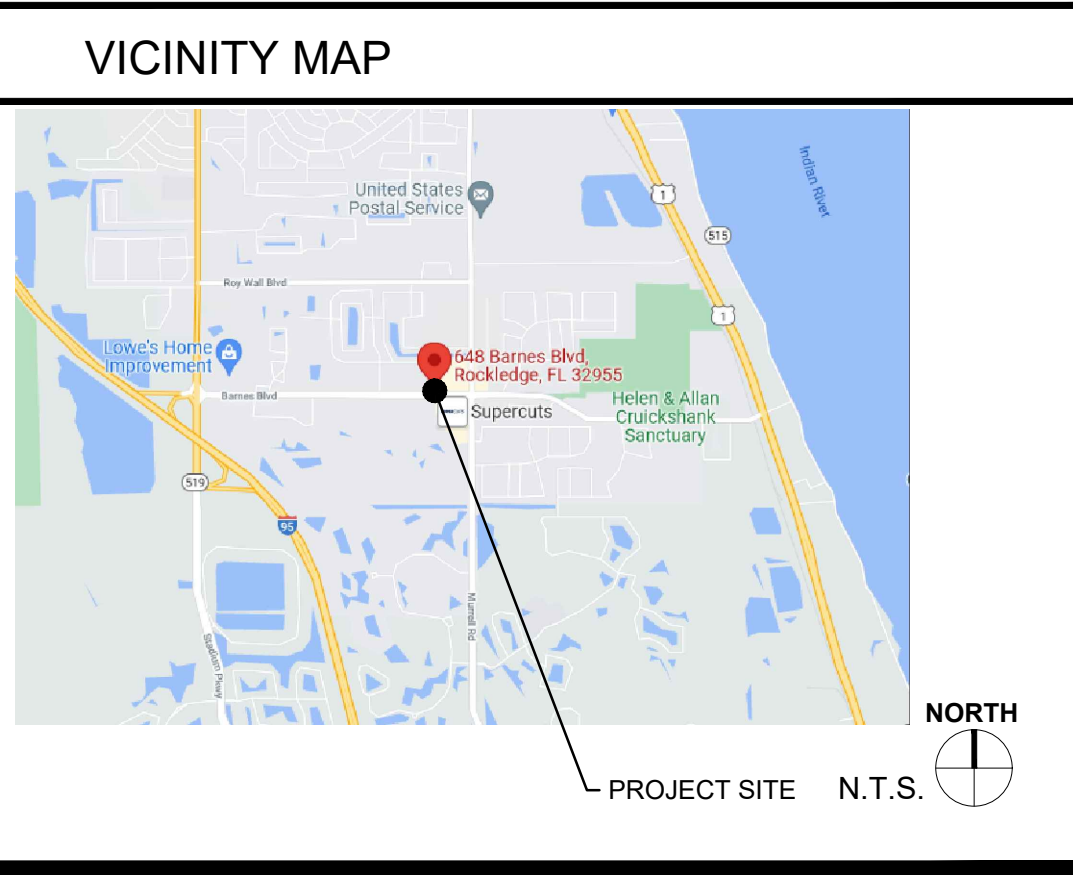 VICINITY MAP
Indian River
United States
Postal Service
1
515
Roy Wall Blvd
1
Lowe's Home
Improvement
648 Barnes Blvd,
Rockledge, FL 32955
Barnes Blvd
Helen & Allan
Cruickshank
Sanctuary
Supercuts
519
95
Murrell Rd
Stadium Pkwy
NORTH
PROJECT SITE
N.T.S.